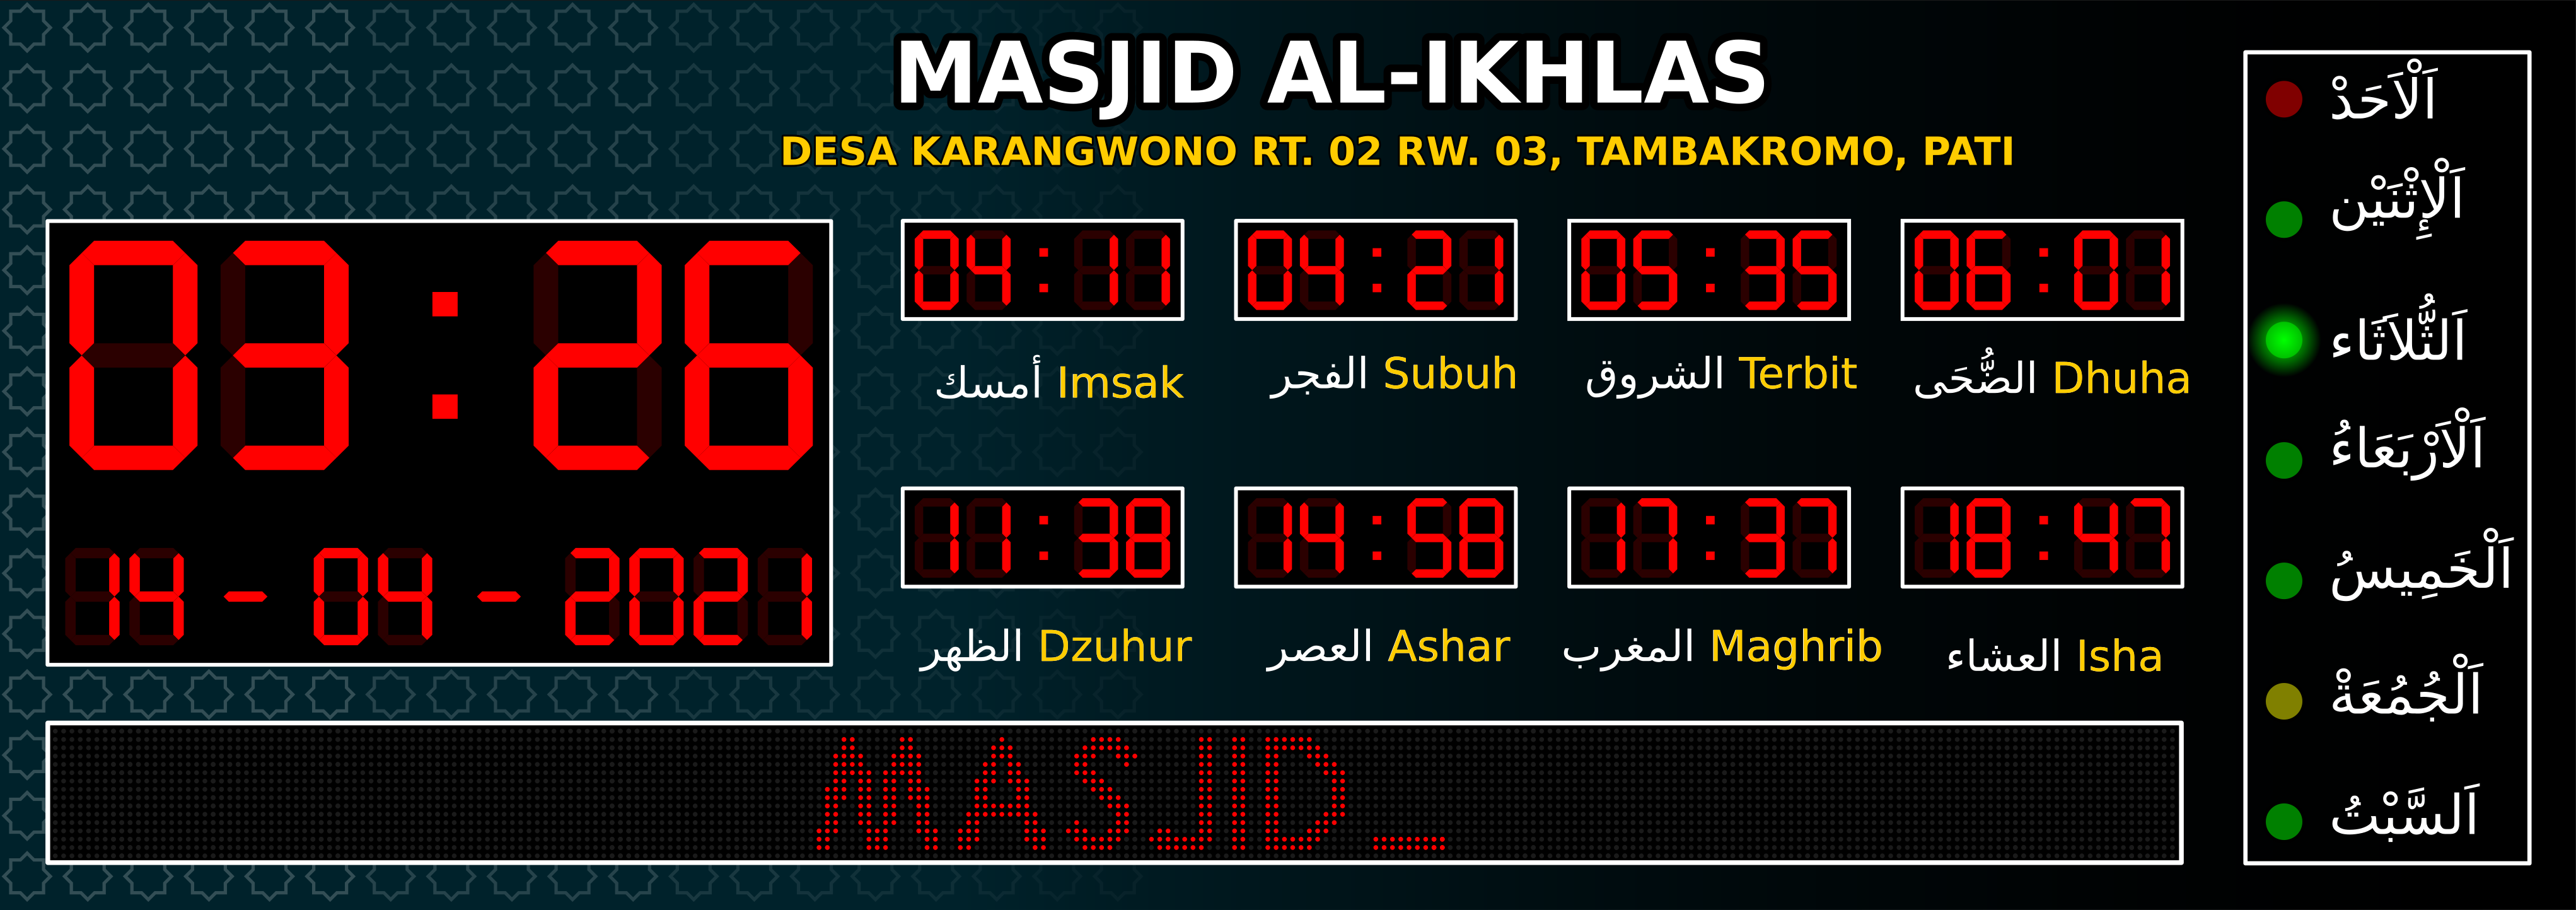 MASJID AL-IKHLAS
DESA KARANGWONO RT. 02 RW. 03, TAMBAKROMO, PATI
03:26
14 - 04 - 2021
04:11
أمسك Imsak
04:21
الفجر Subuh
05:35
الشروق Terbit
06:01
الضُّحَى Dhuha
11:38
الظهر Dzuhur
14:58
العصر Ashar
17:37
المغرب Maghrib
18:47
العشاء Isha
MASJID_
اَلْاَحَدْ
اَلْإِثْنَيْن
اَلثُّلَاثَاء
اَلْاَرْبَعَاءُ
اَلْخَمِيسُ
اَلْجُمُعَةْ
اَلسَّبْتُ